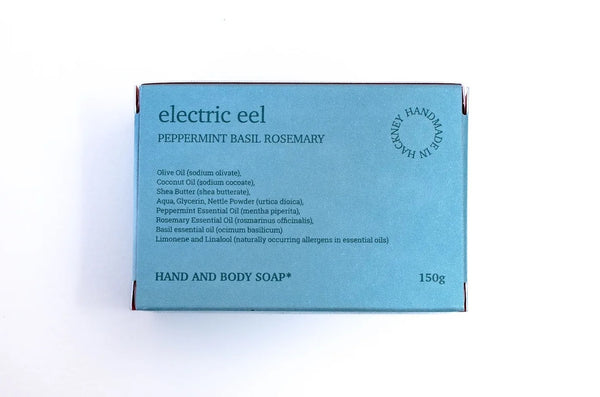 electric eel
PEPPERMINT BASIL ROSEMARY
HANDMADE IN HACKNEY
Olive Oil (sodium olivate),
Coconut Oil (sodium cocoate),
Shea Butter (shea butterate),
Aqua, Glycerin, Nettle Powder (urtica dioica),
Peppermint Essential Oil (mentha piperita),
Rosemary Essential Oil (rosmarinus officinalis),
Basil essential oil (ocimum basilicum)
Limonene and Linalool (naturally occurring allergens in essential oils)
HAND AND BODY SOAP*
150g